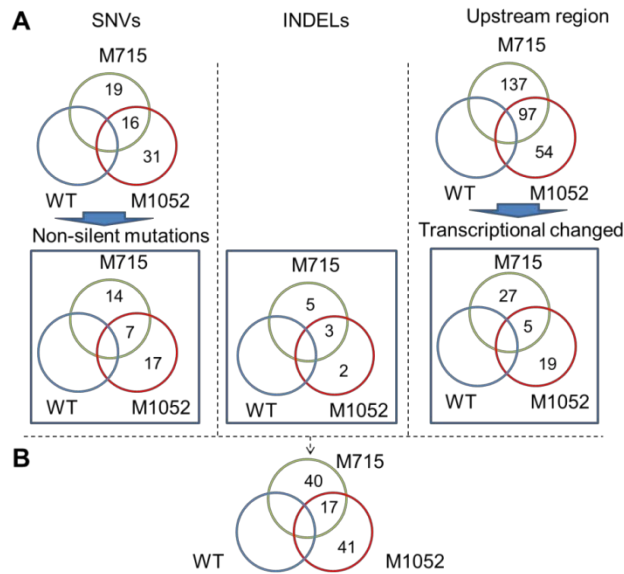 A
SNVs
INDELs
Upstream region
M715
19
16
31
WT
M1052
M715
137
97
54
WT
M1052
Non-silent mutations
Transcriptional changed
M715
14
7
17
WT
M1052
M715
5
3
2
WT
M1052
M715
27
5
19
WT
M1052
B
M715
40
17
41
WT
M1052